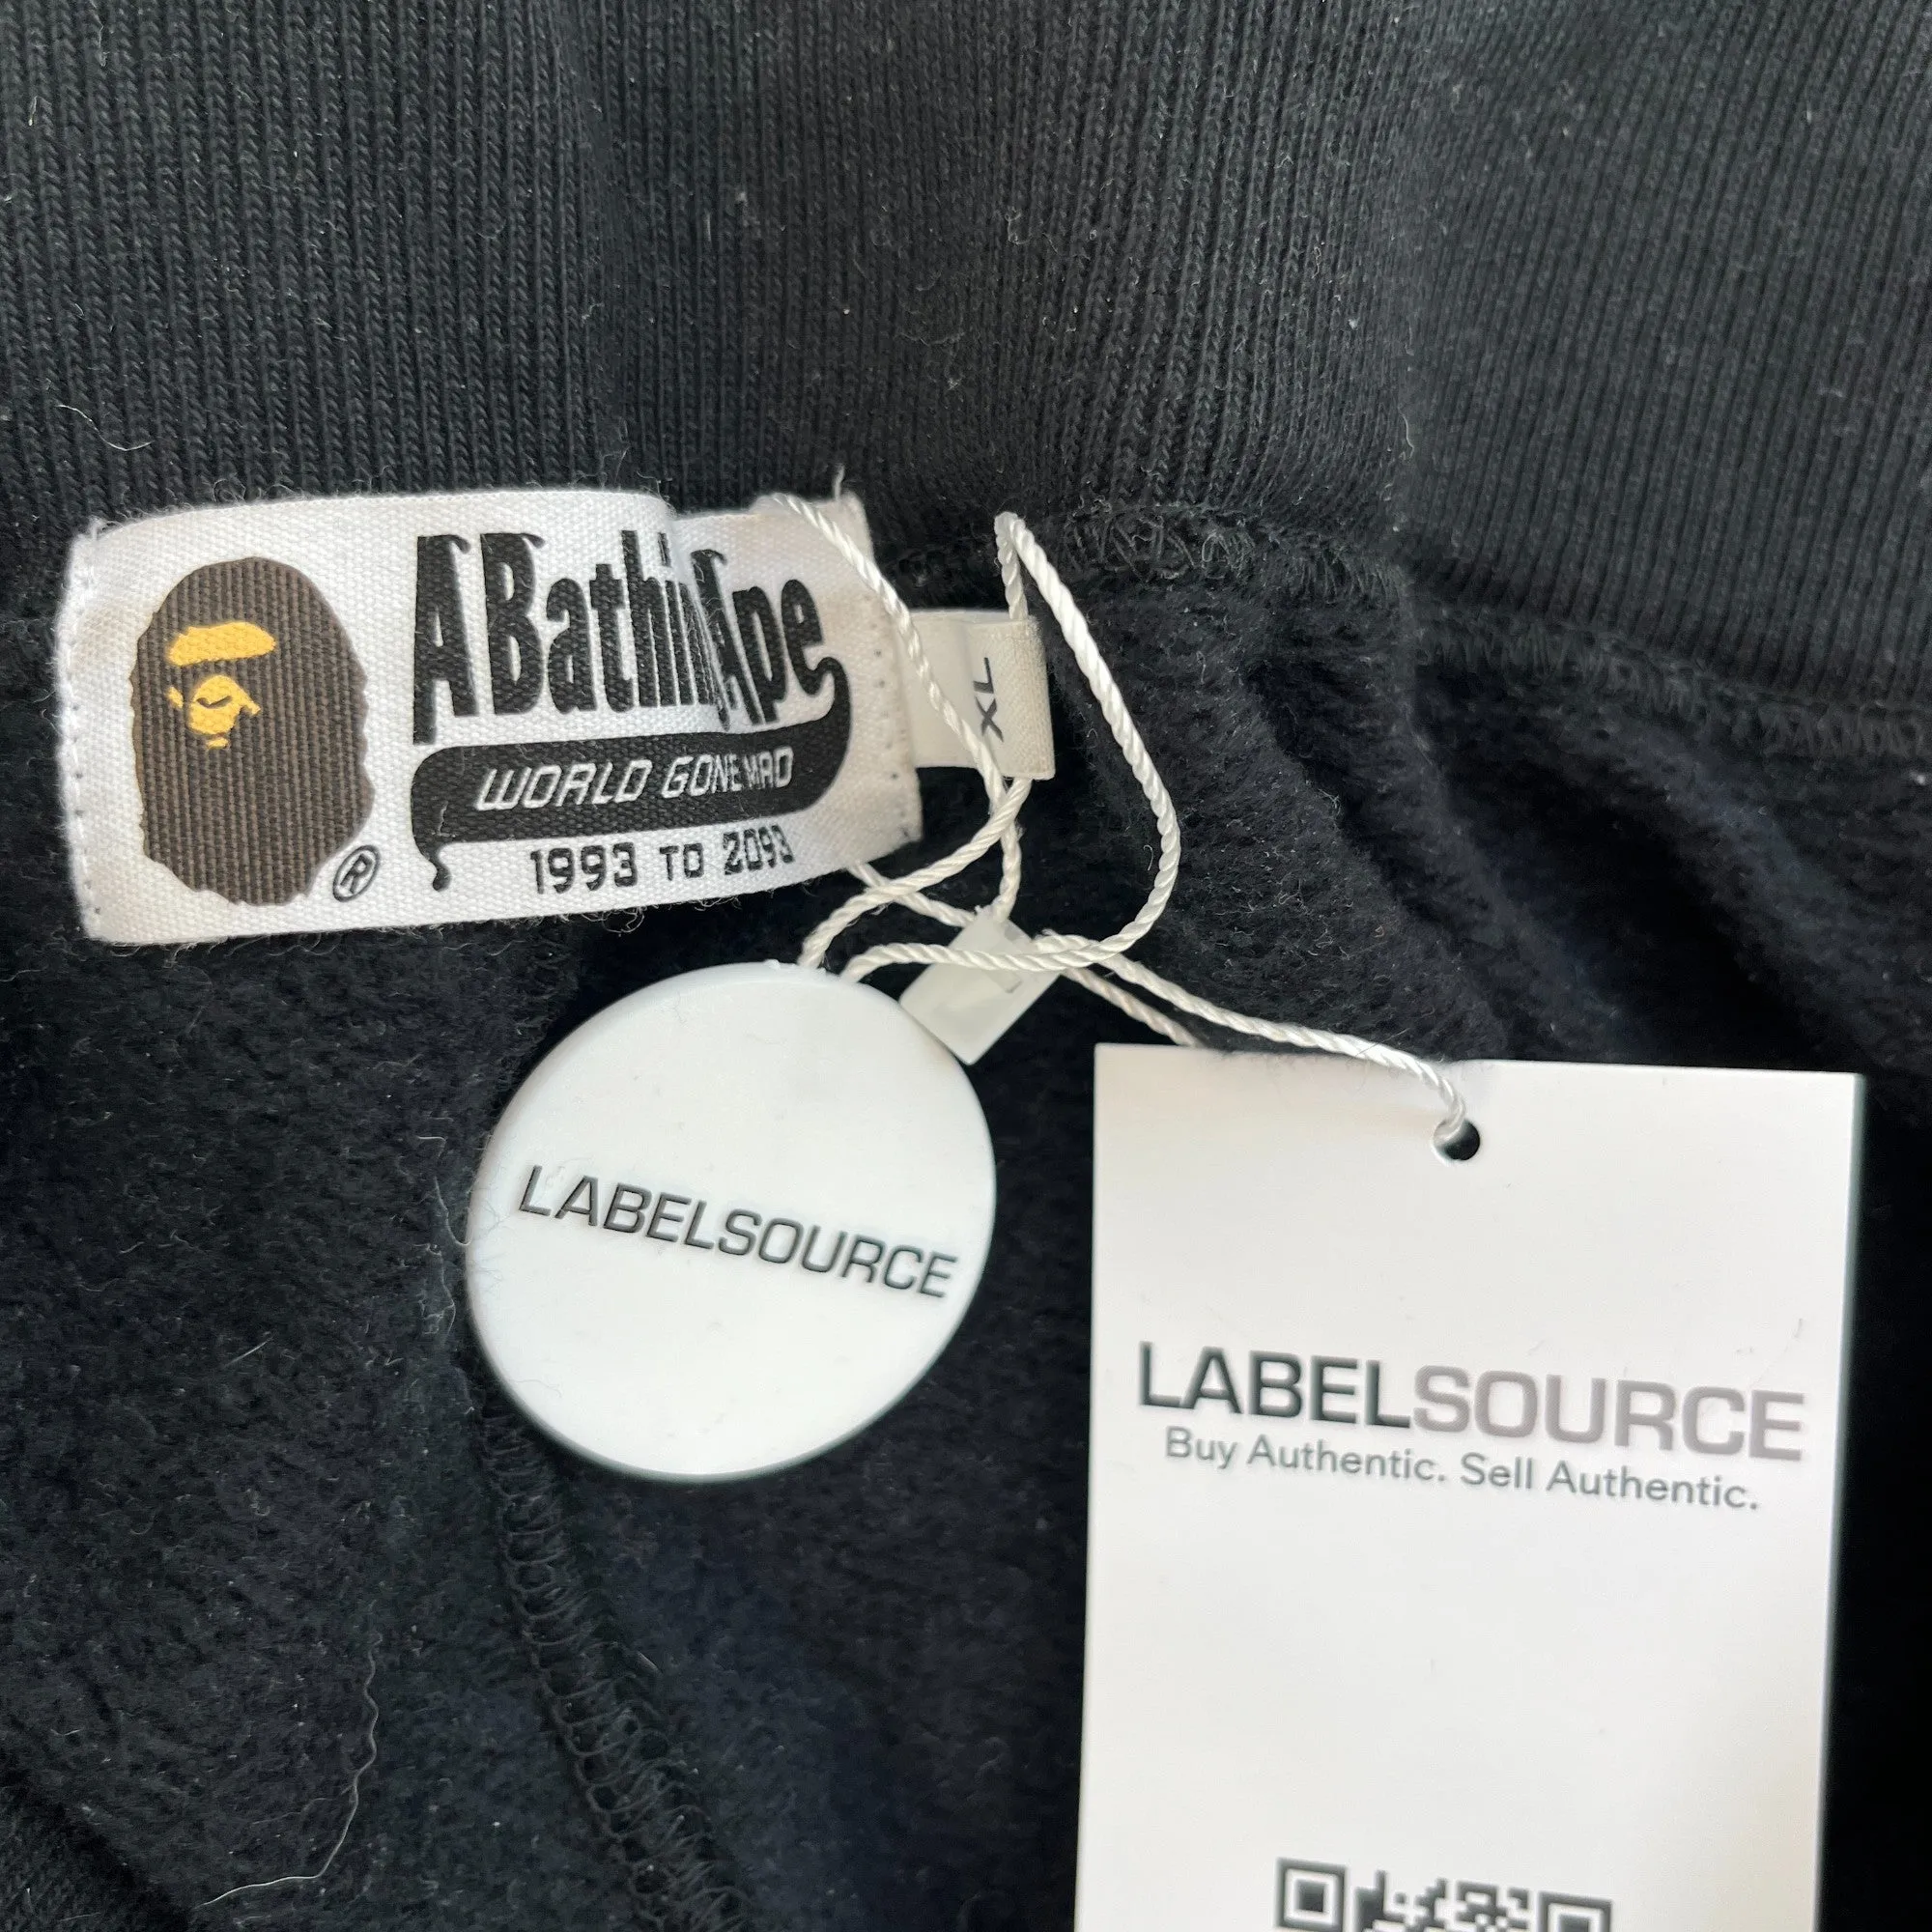 ABathingApe
WORLD GONE MAD
®
1993 TO 2093
XL
LABELSOURCE
LABELSOURCE
Buy Authentic. Sell Authentic.